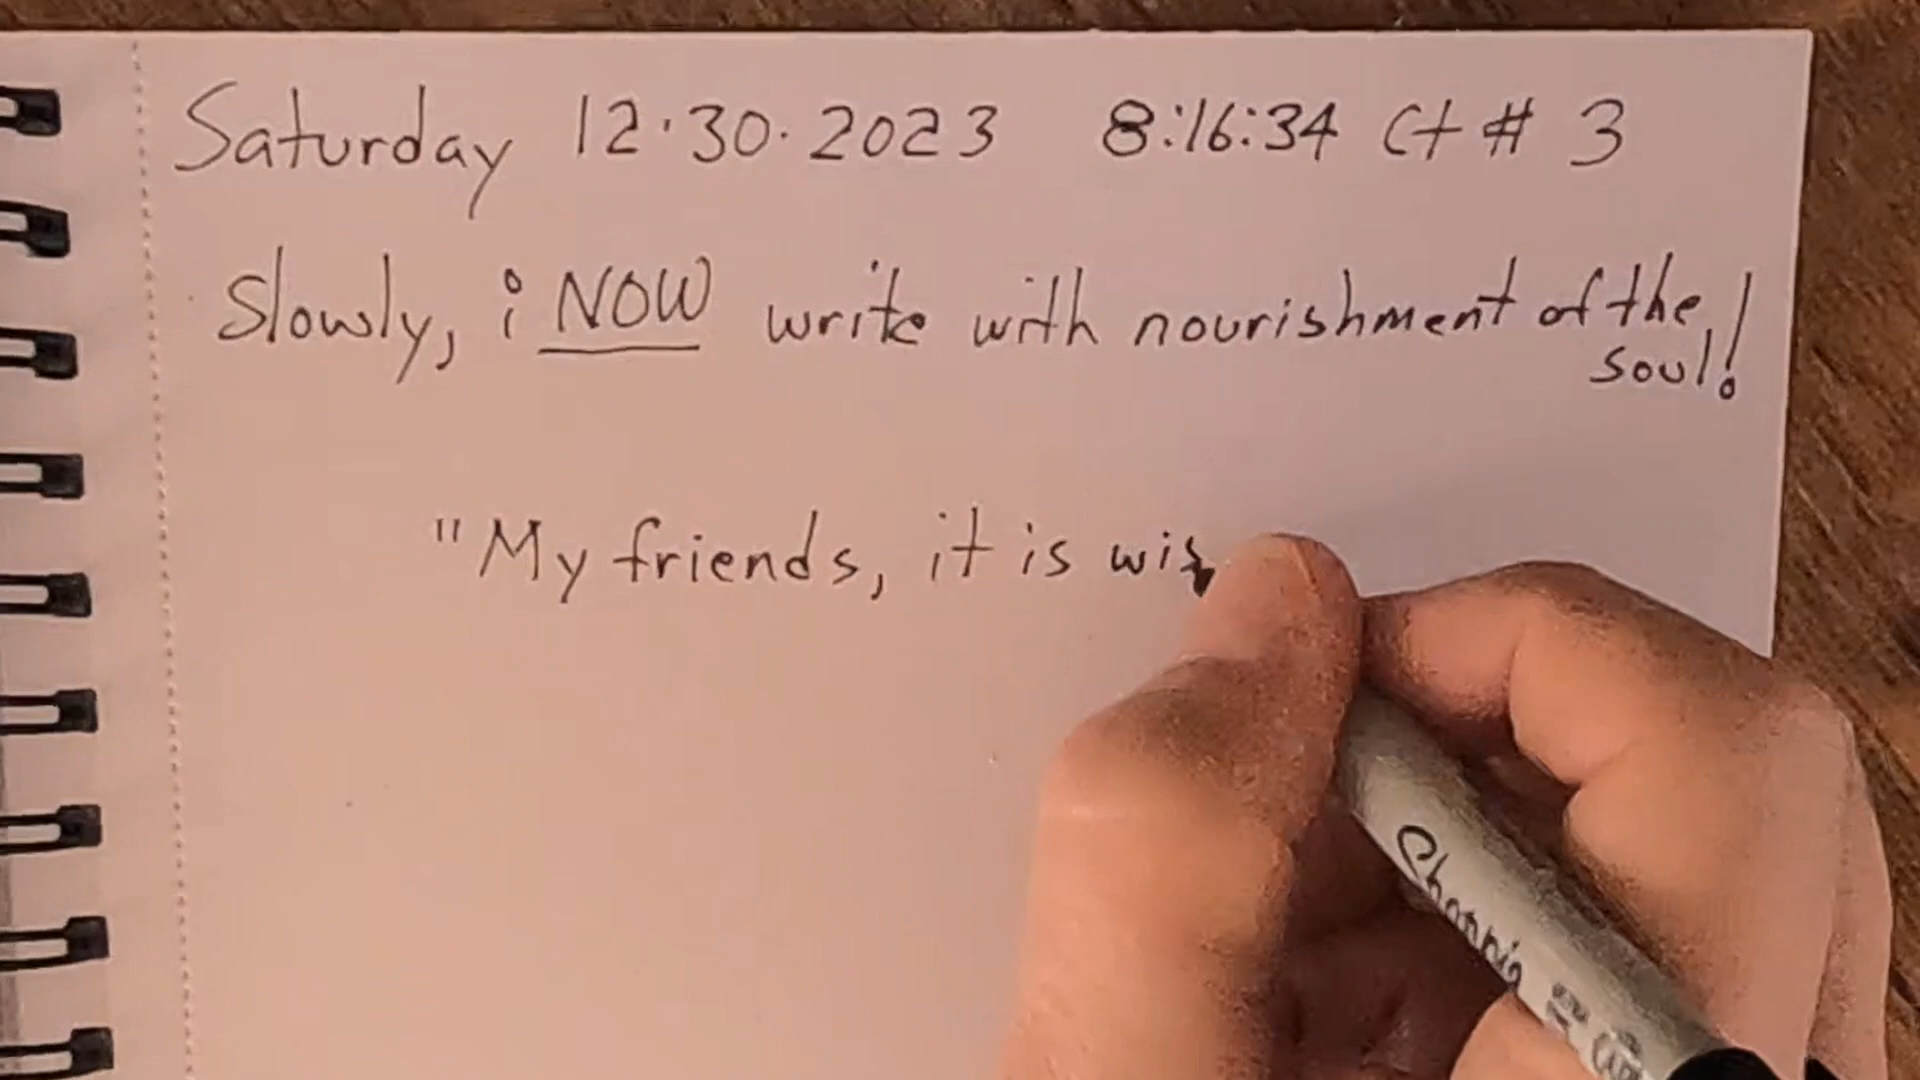 Saturday 12·30·2023 8:16:34 Ct # 3
Slowly, i NOW write with nourishment of the
soul!
"My friends, it is wis